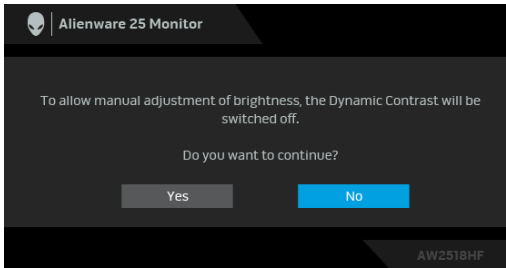 Alienware 25 Monitor
To allow manual adjustment of brightness, the Dynamic Contrast will be
switched off.
Do you want to continue?
Yes
No
AW2518HF